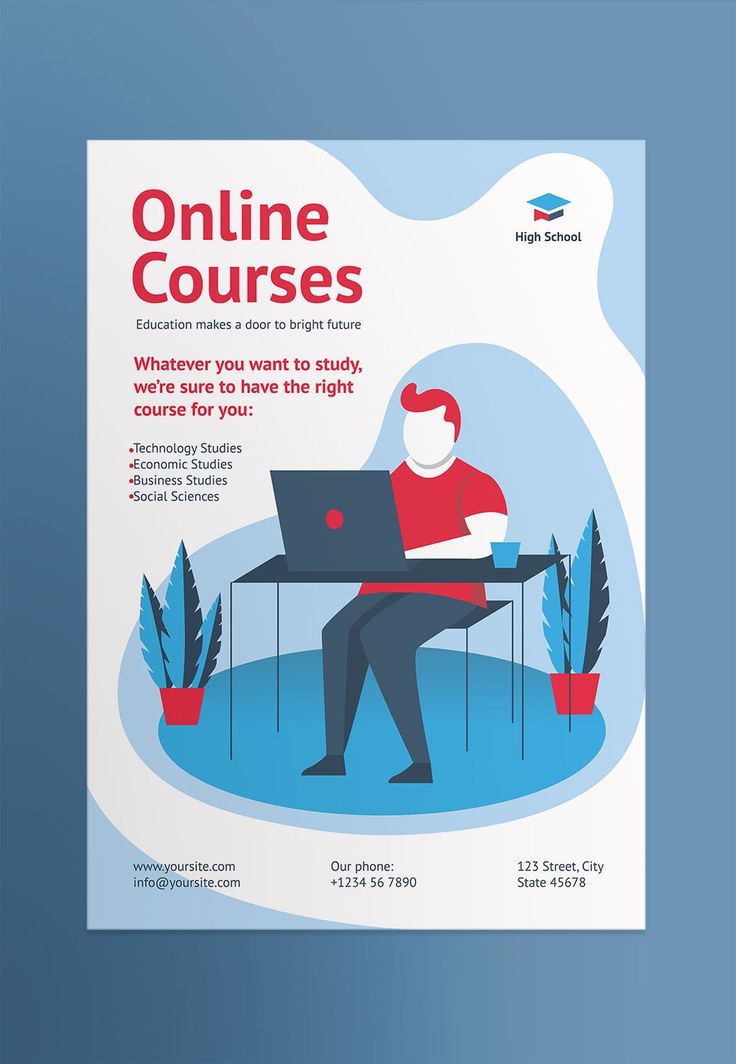 Online
Courses
Education makes a door to bright future
High School
Whatever you want to study,
we're sure to have the right
course for you:
•Technology Studies
•Economic Studies
•Business Studies
•Social Sciences
www.yoursite.com
info@yoursite.com
Our phone:
+1234 56 7890
123 Street, City
State 45678